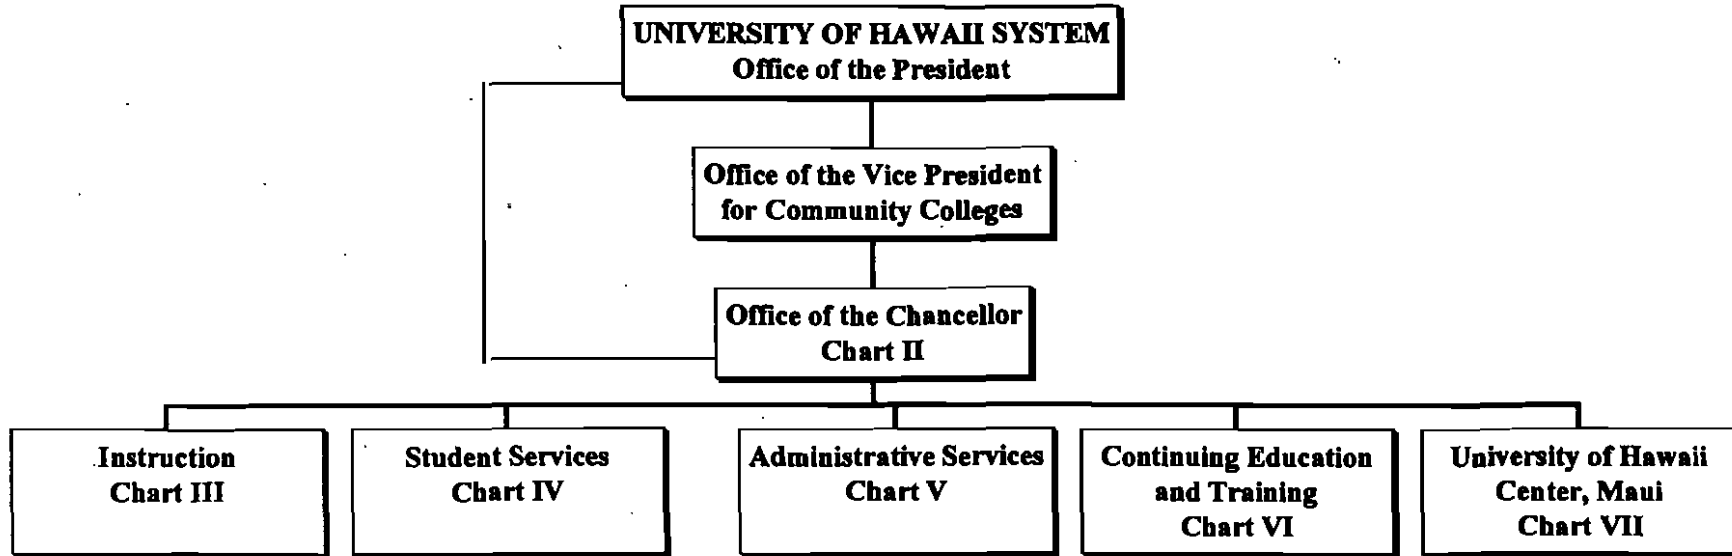 UNIVERSITY OF HAWAII SYSTEM
Office of the President
Office of the Vice President
for Community Colleges
Office of the Chancellor
Chart II
Instruction
Chart III
Student Services
Chart IV
Administrative Services
Chart V
Continuing Education
and Training
Chart VI
University of Hawaii
Center, Maui
Chart VII